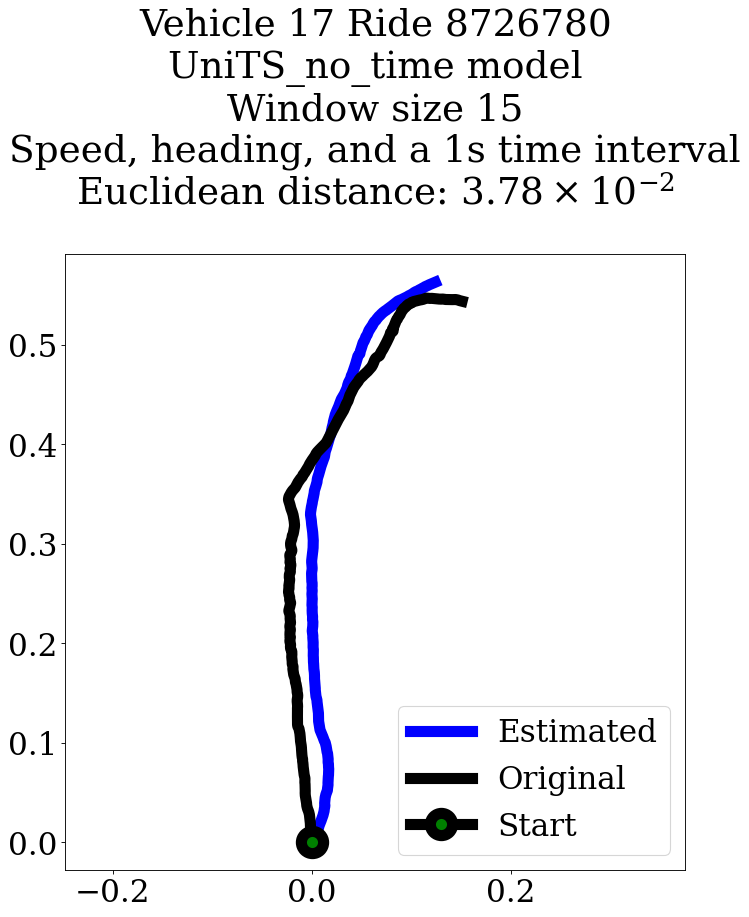 Vehicle 17 Ride 8726780
UniTS_no_time model
Window size 15
Speed, heading, and a 1s time interval
Euclidean distance: 3.78 × 10⁻²
0.5
0.4
0.3
0.2
0.1
0.0
−0.2 0.0 0.2
Estimated
Original
Start